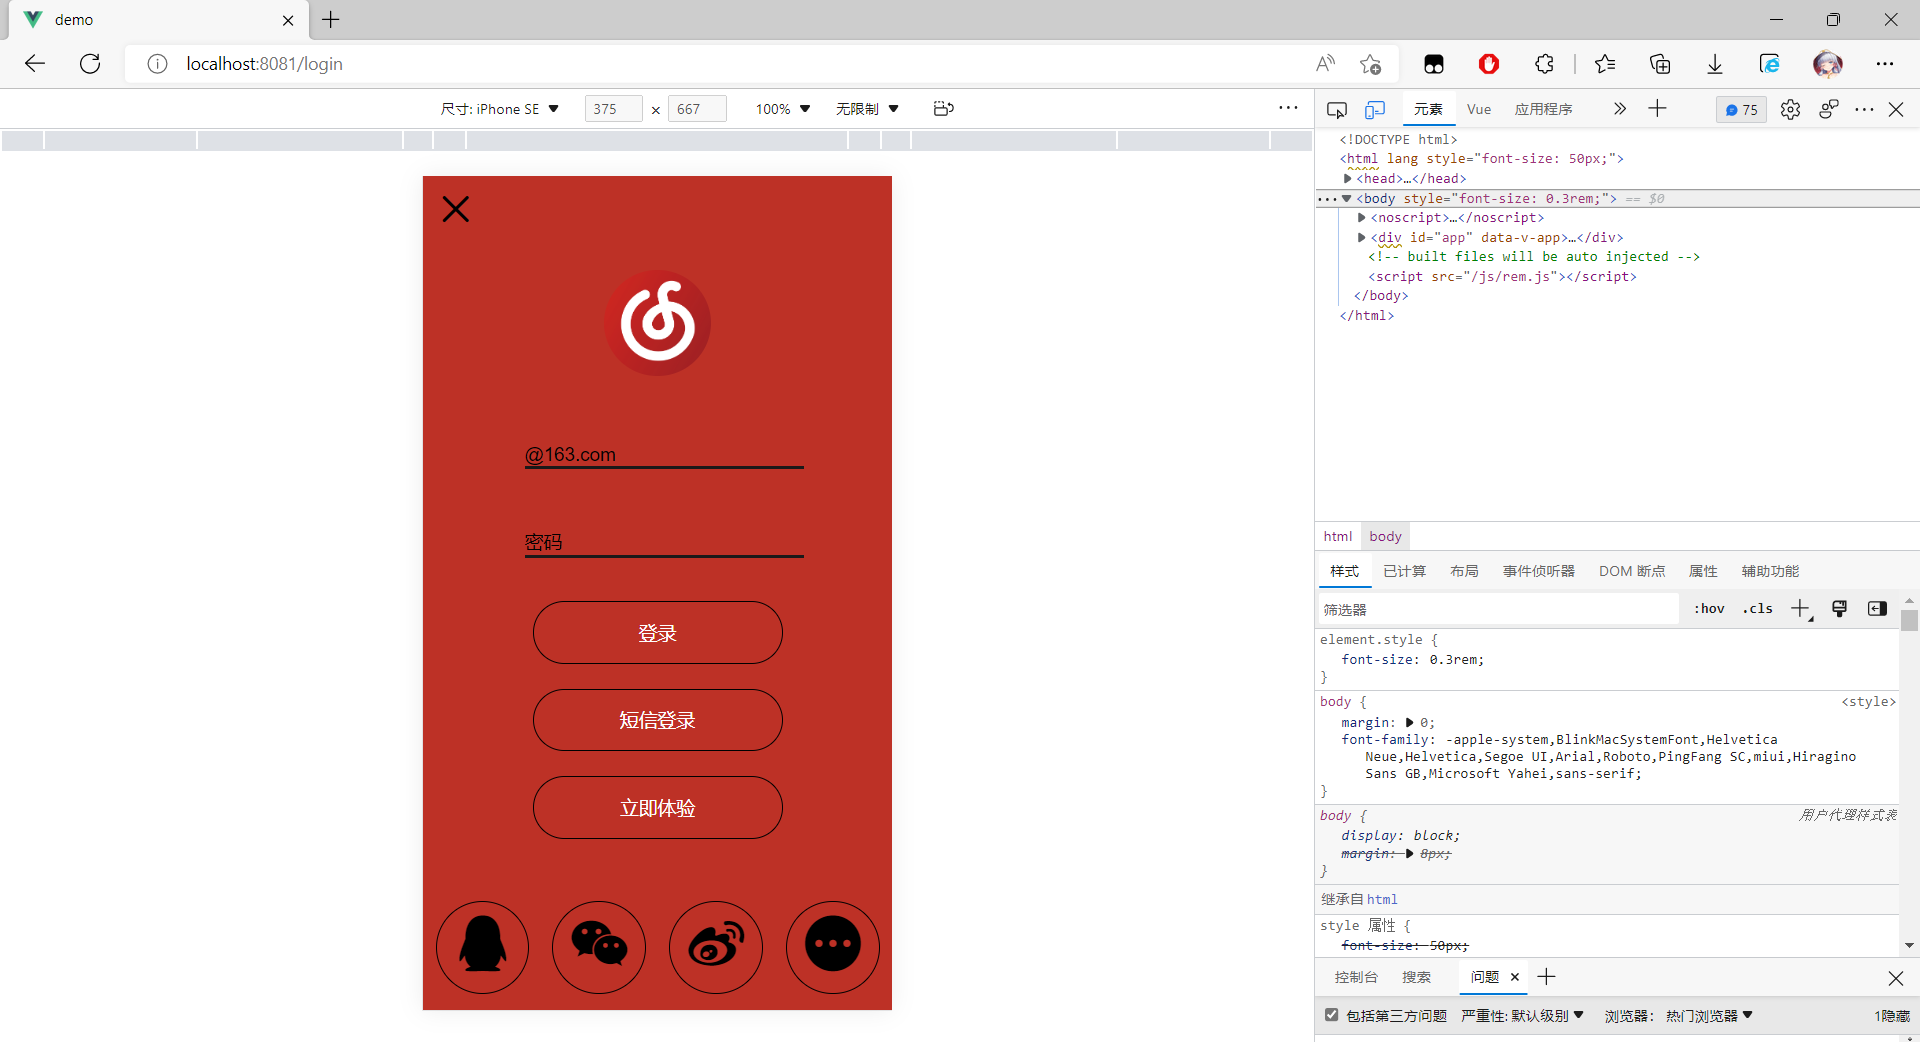 demo
localhost:8081/login
尺寸: iPhone SE
375
×
667
100%
无限制
元素
Vue
应用程序
75
<!DOCTYPE html>
<html lang style="font-size: 50px;">
<head>…</head>
<body style="font-size: 0.3rem;"> == $0
<noscript>…</noscript>
<div id="app" data-v-app>…</div>
<!-- built files will be auto injected -->
<script src="/js/rem.js"></script>
</body>
</html>
@163.com
密码
登录
短信登录
立即体验
html
body
样式
已计算
布局
事件侦听器
DOM 断点
属性
辅助功能
筛选器
:hov
.cls
element.style {
font-size: 0.3rem;
}
body {
<style>
margin: 0;
font-family: -apple-system,BlinkMacSystemFont,Helvetica
Neue,Helvetica,Segoe UI,Arial,Roboto,PingFang SC,miui,Hiragino
Sans GB,Microsoft Yahei,sans-serif;
}
body {
用户代理样式表
display: block;
margin: 8px;
}
继承自 html
style 属性 {
font-size: 50px;
控制台
搜索
问题
包括第三方问题
严重性: 默认级别
浏览器:
热门浏览器
1隐藏